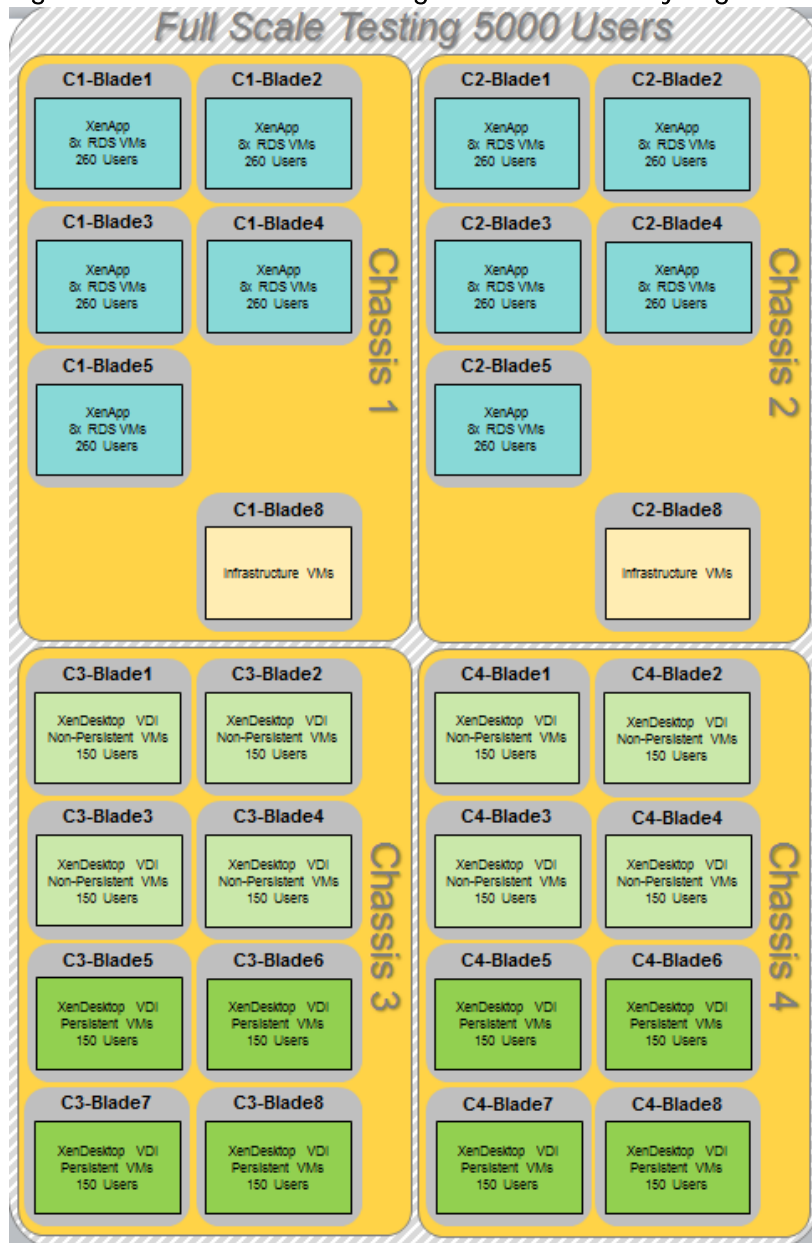 Full Scale Testing 5000 Users
C1-Blade1
XenApp
8x RDS VMs
260 Users
C1-Blade2
XenApp
8x RDS VMs
260 Users
C1-Blade3
XenApp
8x RDS VMs
260 Users
C1-Blade4
XenApp
8x RDS VMs
260 Users
C1-Blade5
XenApp
8x RDS VMs
260 Users
C1-Blade8
Infrastructure VMs
Chassis 1
C2-Blade1
XenApp
8x RDS VMs
260 Users
C2-Blade2
XenApp
8x RDS VMs
260 Users
C2-Blade3
XenApp
8x RDS VMs
260 Users
C2-Blade4
XenApp
8x RDS VMs
260 Users
C2-Blade5
XenApp
8x RDS VMs
260 Users
C2-Blade8
Infrastructure VMs
Chassis 2
C3-Blade1
XenDesktop VDI
Non-Persistent VMs
150 Users
C3-Blade2
XenDesktop VDI
Non-Persistent VMs
150 Users
C3-Blade3
XenDesktop VDI
Non-Persistent VMs
150 Users
C3-Blade4
XenDesktop VDI
Non-Persistent VMs
150 Users
C3-Blade5
XenDesktop VDI
Persistent VMs
150 Users
C3-Blade6
XenDesktop VDI
Persistent VMs
150 Users
C3-Blade7
XenDesktop VDI
Persistent VMs
150 Users
C3-Blade8
XenDesktop VDI
Persistent VMs
150 Users
Chassis 3
C4-Blade1
XenDesktop VDI
Non-Persistent VMs
150 Users
C4-Blade2
XenDesktop VDI
Non-Persistent VMs
150 Users
C4-Blade3
XenDesktop VDI
Non-Persistent VMs
150 Users
C4-Blade4
XenDesktop VDI
Non-Persistent VMs
150 Users
C4-Blade5
XenDesktop VDI
Persistent VMs
150 Users
C4-Blade6
XenDesktop VDI
Persistent VMs
150 Users
C4-Blade7
XenDesktop VDI
Persistent VMs
150 Users
C4-Blade8
XenDesktop VDI
Persistent VMs
150 Users
Chassis 4